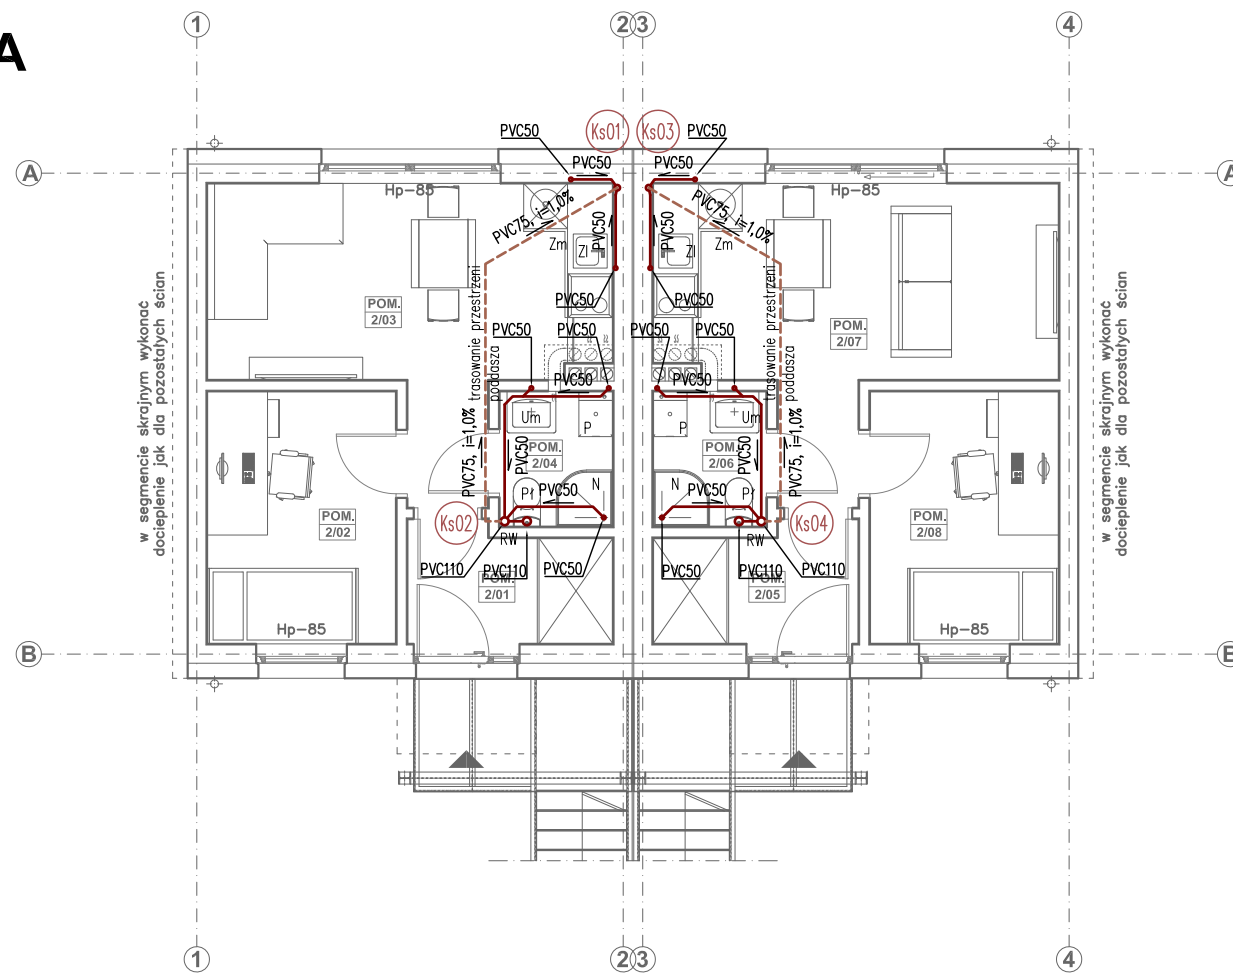 1
2
3
4
A
PVC50
Ks01
Ks03
PVC50
PVC50
PVC50
A
A
Hp-85
Hp-85
PVC75, i=1,0%
PVC75, i=1,0%
PVC50
PVC50
Zm
Zl
Zl
Zm
PVC50
PVC50
POM.
2/03
POM.
2/07
PVC50
PVC50
PVC50
PVC50
trasowanie przestrzeni
poddasza
trasowanie przestrzeni
poddasza
w segmencie skrajnym wykonać
docieplenie jak dla pozostałych ścian
w segmencie skrajnym wykonać
docieplenie jak dla pozostałych ścian
PVC50
PVC50
Um
P
P
Um
PVC75, i=1,0%
PVC75, i=1,0%
PVC50
PVC50
POM.
2/04
POM.
2/06
N
N
PVC50
PVC50
POM.
2/02
Ks02
Ks04
POM.
2/08
RW
RW
PVC110
PVC110
PVC50
PVC50
PVC110
PVC110
POM.
2/01
2/05
Hp-85
Hp-85
B
B
1
2
3
4